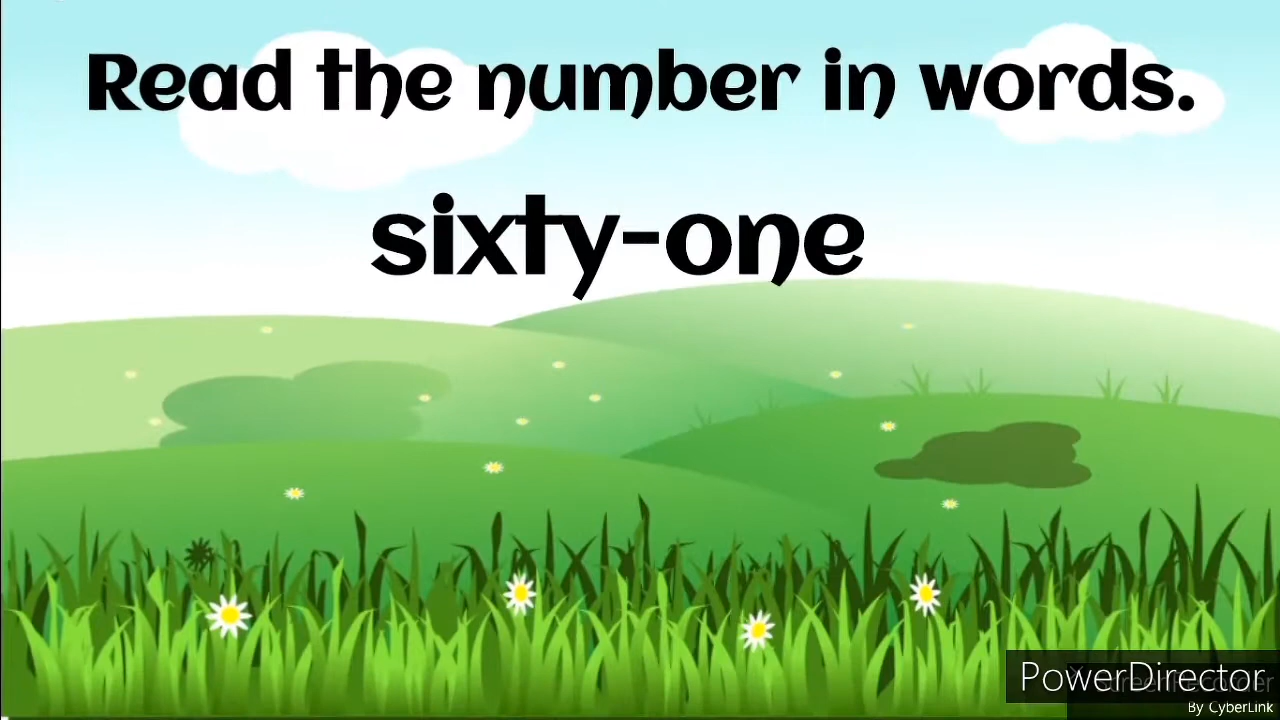 Read the number in words.
sixty-one
PowerDirector
By CyberLink